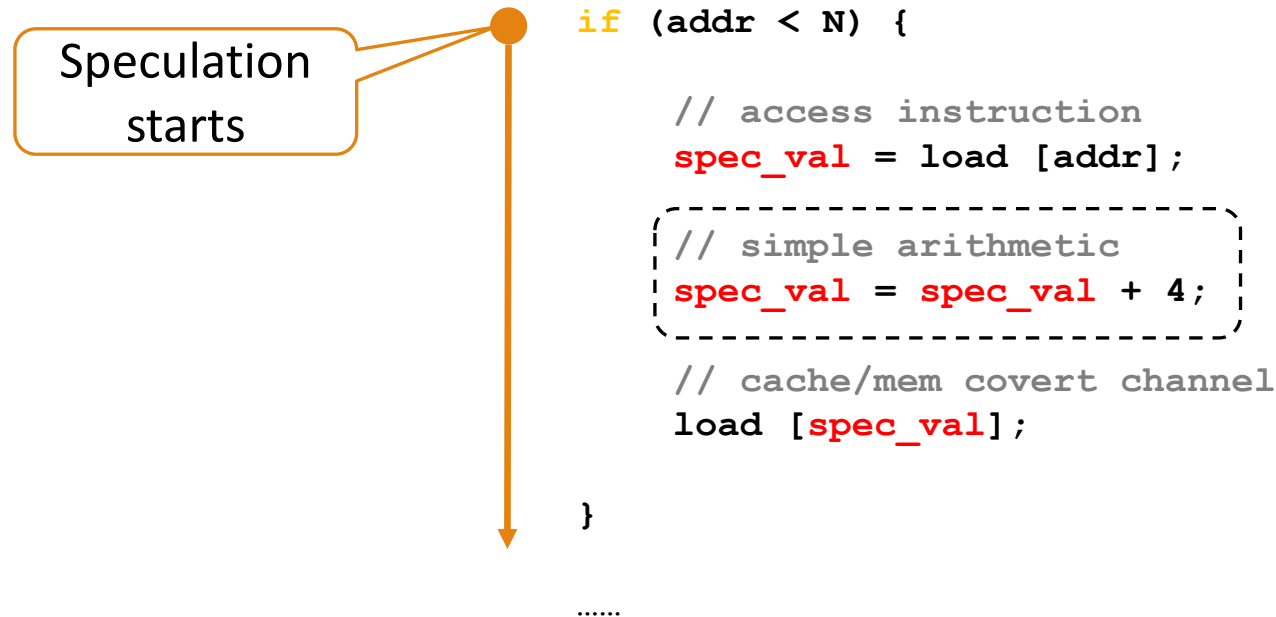 Speculation
starts
if (addr < N) {
// access instruction
spec_val = load [addr];
// simple arithmetic
spec_val = spec_val + 4;
// cache/mem covert channel
load [spec_val];
}
……